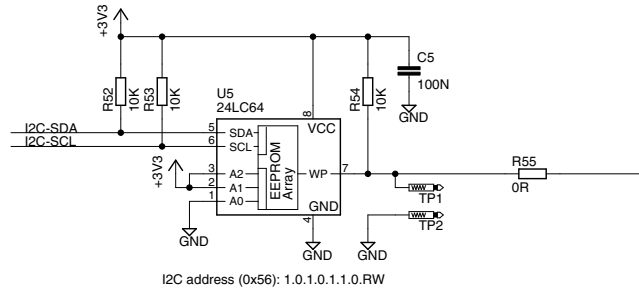 +3V3
C5
100N
GND
R52
10K
R53
10K
R54
10K
U5
24LC64
I2C-SDA
I2C-SCL
5
6
SDA
SCL
8
VCC
EEPROM
Array
WP
7
R55
0R
+3V3
3
2
1
A2
A1
A0
GND
4
TP1
TP2
GND
GND
GND
I2C address (0x56): 1.0.1.0.1.1.0.RW